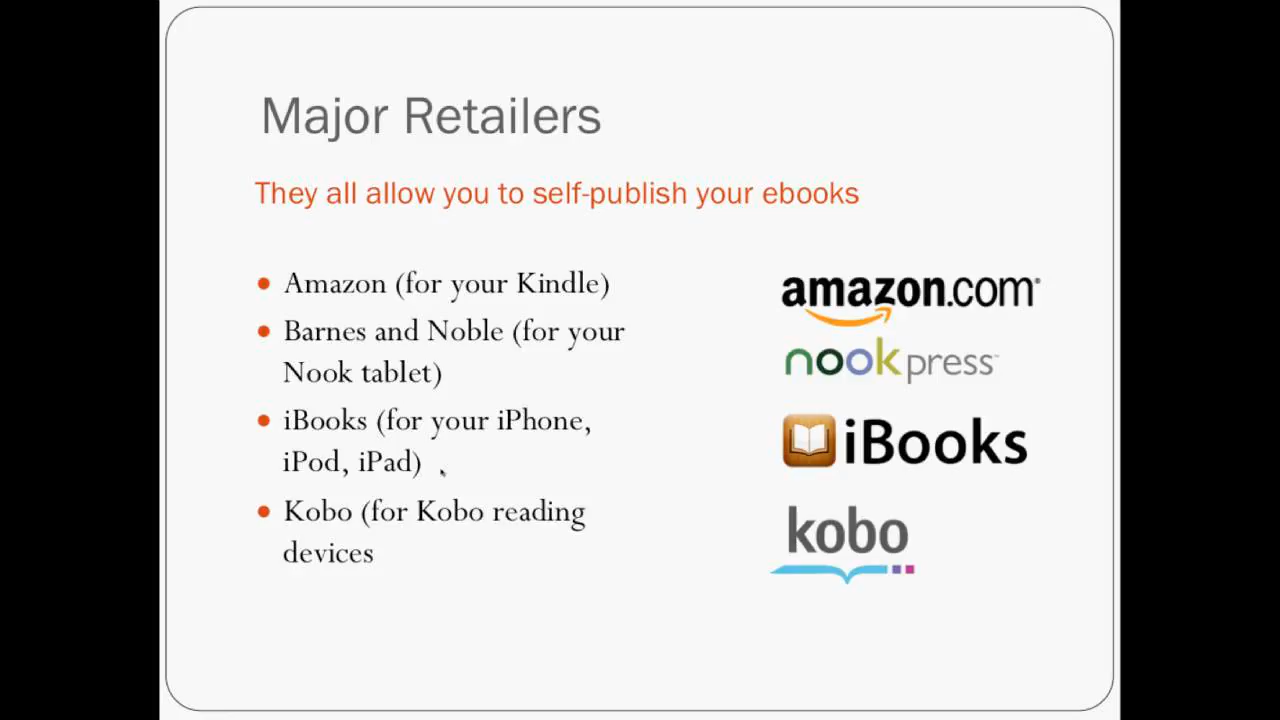 Major Retailers
They all allow you to self-publish your ebooks
• Amazon (for your Kindle)
• Barnes and Noble (for your
Nook tablet)
• iBooks (for your iPhone,
iPod, iPad)
• Kobo (for Kobo reading
devices
amazon.com®
nook press™
iBooks
kobo